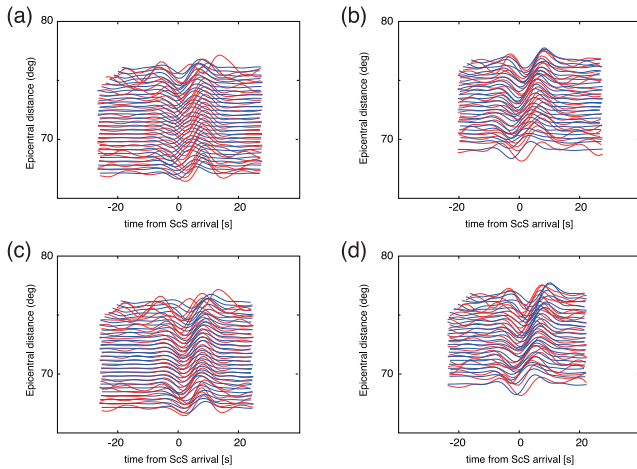 (a)
80
70
Epicentral distance (deg)
-20
0
20
time from ScS arrival [s]
(b)
80
70
Epicentral distance (deg)
-20
0
20
time from ScS arrival [s]
(c)
80
70
Epicentral distance (deg)
-20
0
20
time from ScS arrival [s]
(d)
80
70
Epicentral distance (deg)
-20
0
20
time from ScS arrival [s]